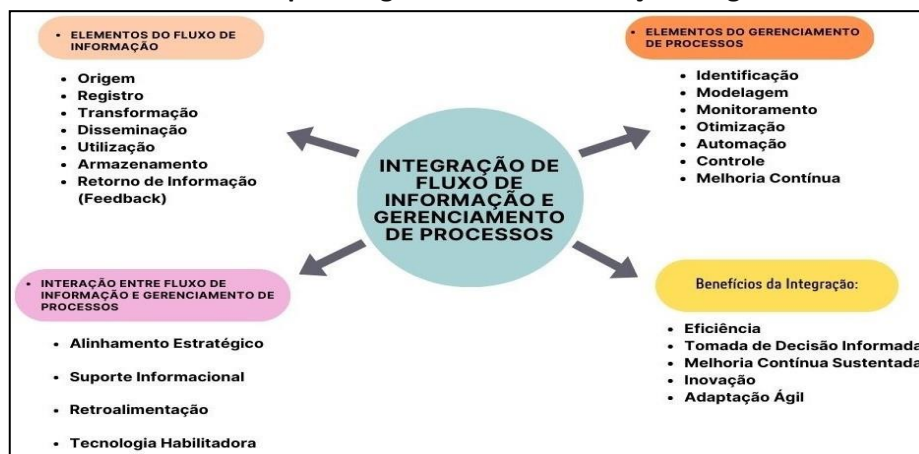 • ELEMENTOS DO FLUXO DE
INFORMAÇÃO
• Origem
• Registro
• Transformação
• Disseminação
• Utilização
• Armazenamento
• Retorno de Informação
(Feedback)
• ELEMENTOS DO GERENCIAMENTO
DE PROCESSOS
• Identificação
• Modelagem
• Monitoramento
• Otimização
• Automação
• Controle
• Melhoria Contínua
INTEGRAÇÃO DE
FLUXO DE
INFORMAÇÃO E
GERENCIAMENTO
DE PROCESSOS
• INTERAÇÃO ENTRE FLUXO DE
INFORMAÇÃO E GERENCIAMENTO DE
PROCESSOS
• Alinhamento Estratégico
• Suporte Informacional
• Retroalimentação
• Tecnologia Habilitadora
Benefícios da Integração:
• Eficiência
• Tomada de Decisão Informada
• Melhoria Contínua Sustentada
• Inovação
• Adaptação Ágil